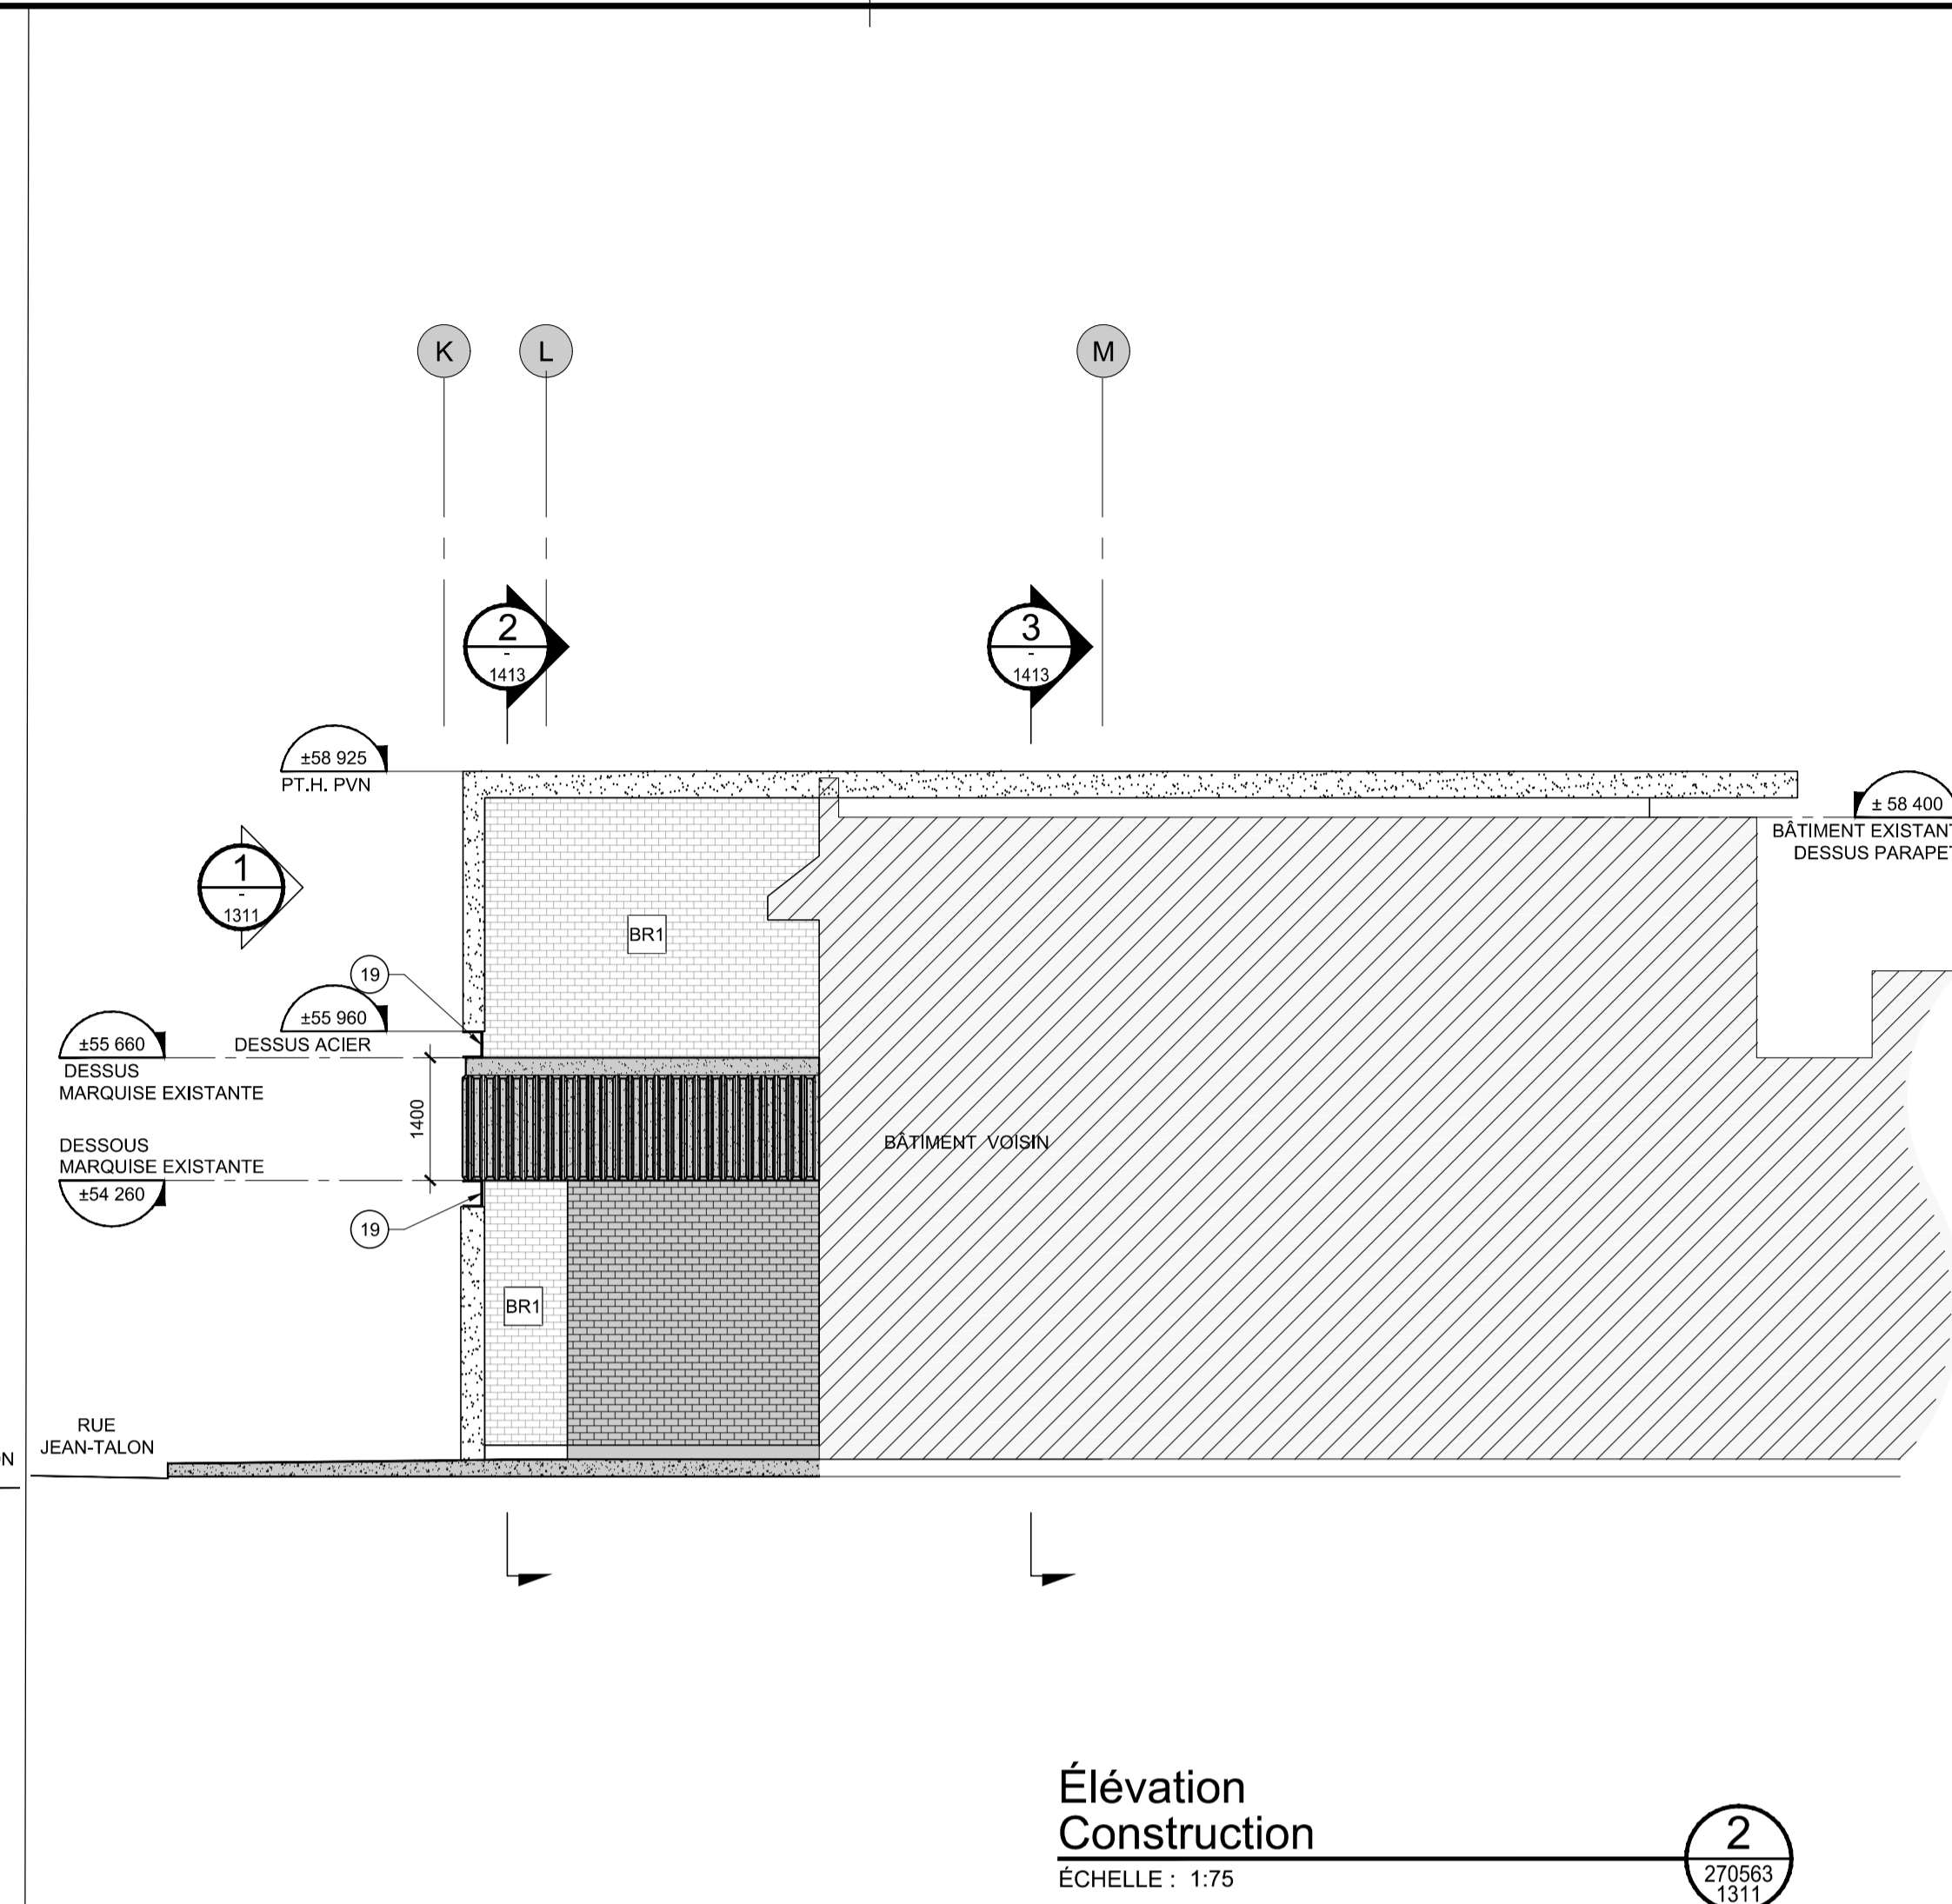 K
L
M
2
-
1413
3
-
1413
±58 925
PT.H. PVN
± 58 400
BÂTIMENT EXISTANT
DESSUS PARAPET
1
-
1311
BR1
19
±55 960
DESSUS ACIER
±55 660
DESSUS
MARQUISE EXISTANTE
1400
DESSOUS
MARQUISE EXISTANTE
±54 260
BÂTIMENT VOISIN
19
BR1
RUE
JEAN-TALON
ON
Élévation
Construction
ÉCHELLE : 1:75
2
270563
1311